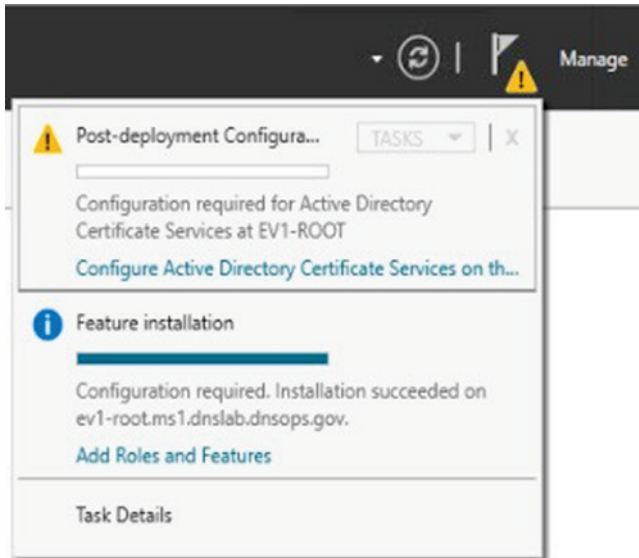 Manage
Post-deployment Configura...
TASKS
X
Configuration required for Active Directory
Certificate Services at EV1-ROOT
Configure Active Directory Certificate Services on th...
Feature installation
Configuration required. Installation succeeded on
ev1-root.ms1.dnslab.dnsops.gov.
Add Roles and Features
Task Details